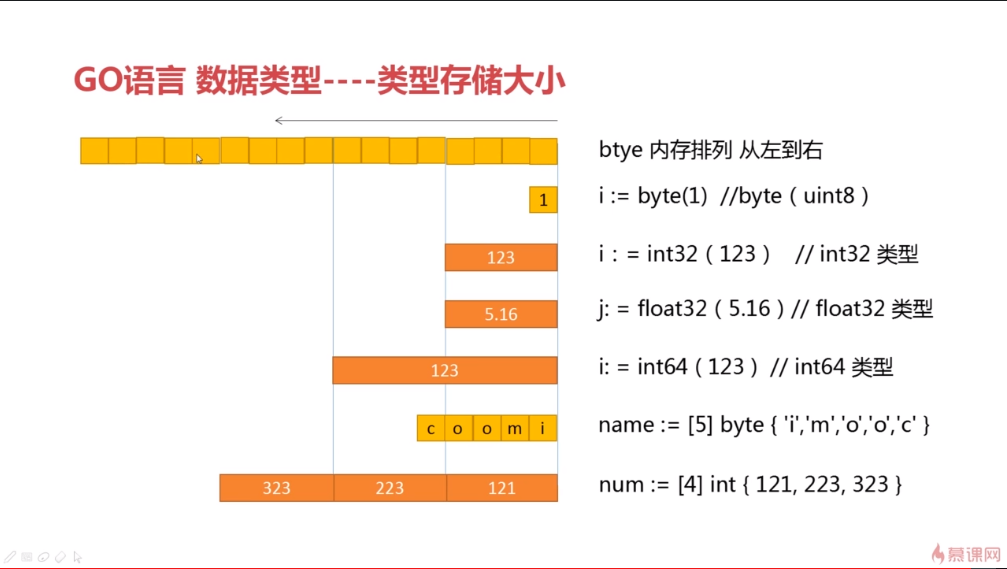 GO语言 数据类型----类型存储大小
btye 内存排列 从左到右
1
i := byte(1) //byte ( uint8 )
123
i : = int32 ( 123 ) // int32 类型
5.16
j: = float32 ( 5.16 ) // float32 类型
123
i: = int64 ( 123 ) // int64 类型
c o o m i
name := [5] byte { 'i','m','o','o','c' }
323 223 121
num := [4] int { 121, 223, 323 }
慕课网